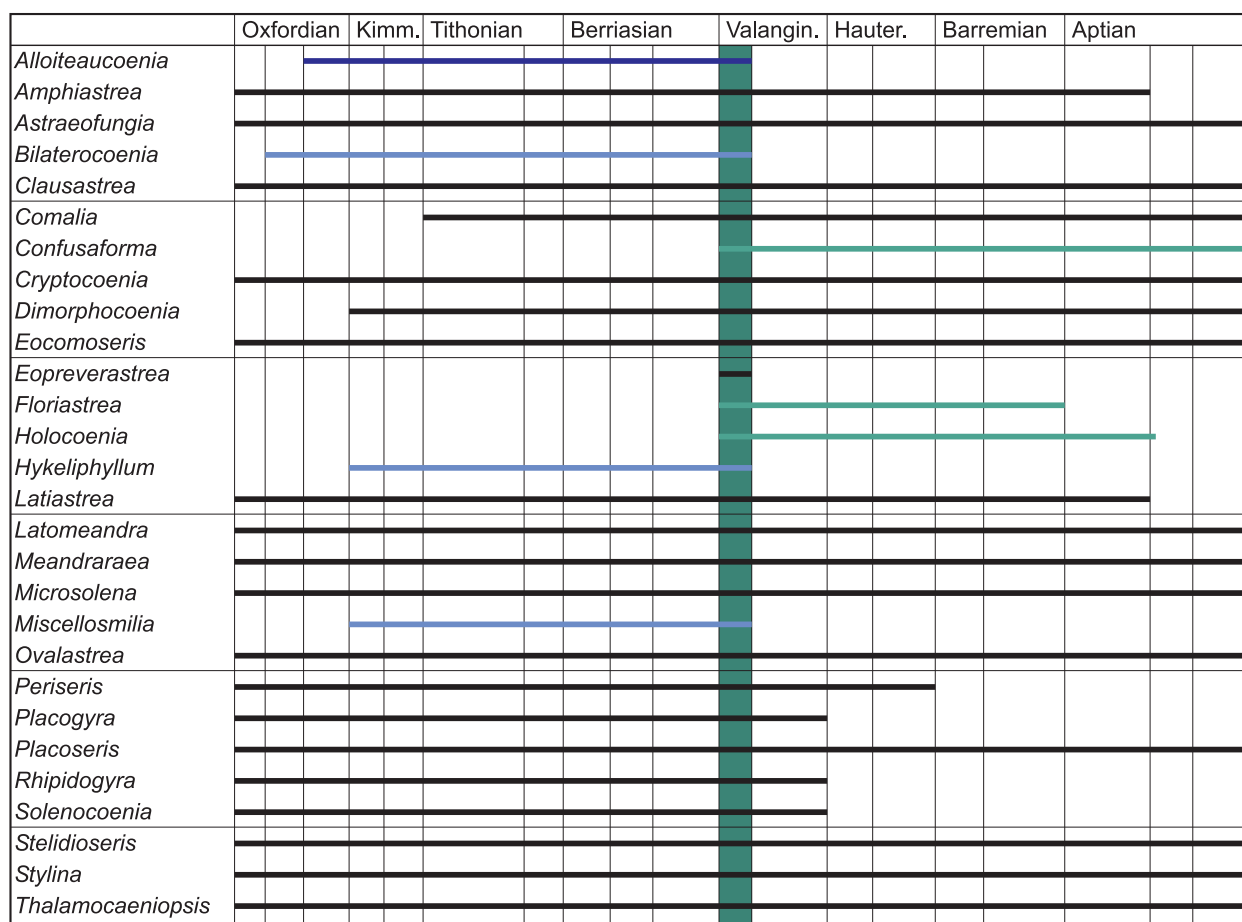 Oxfordian Kimm. Tithonian Berriasian Valangin. Hauter. Barremian Aptian
Alloiteaucoenia
Amphiastrea
Astraeofungia
Bilaterocoenia
Clausastrea
Comalia
Confusaforma
Cryptocoenia
Dimorphocoenia
Eocomoseris
Eopreverastrea
Floriastrea
Holocoenia
Hykeliphyllum
Latiastrea
Latomeandra
Meandraraea
Microsolena
Miscellosmilia
Ovalastrea
Periseris
Placogyra
Placoseris
Rhipidogyra
Solenocoenia
Stelidioseris
Stylina
Thalamocaeniopsis